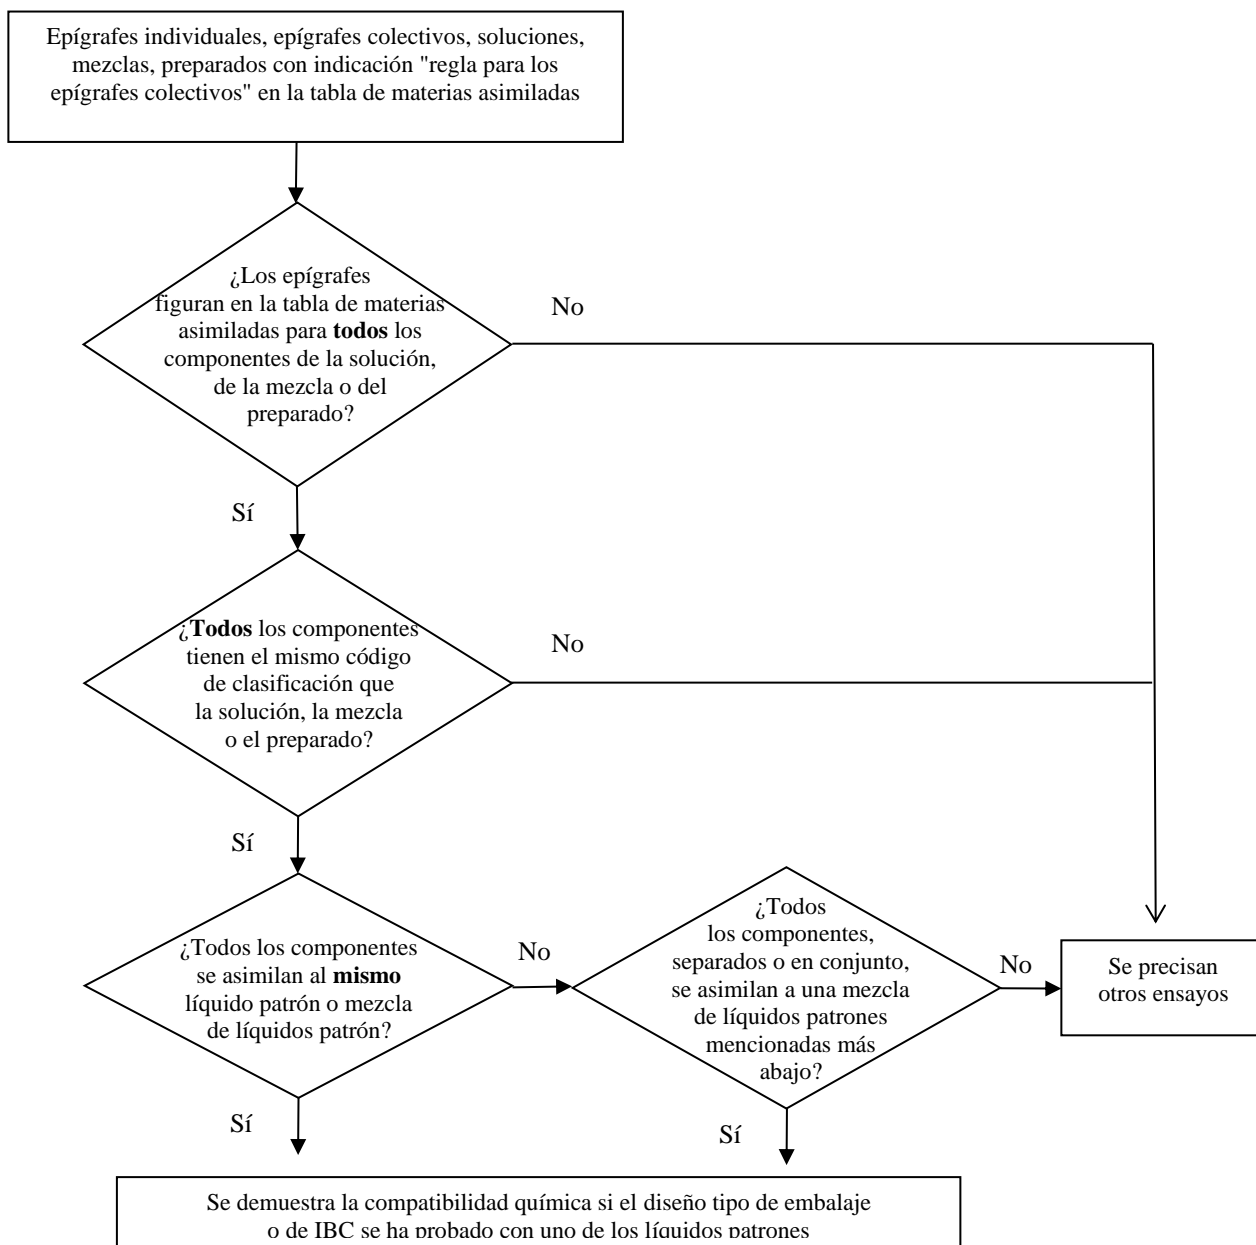 Epígrafes individuales, epígrafes colectivos, soluciones,
mezclas, preparados con indicación "regla para los
epígrafes colectivos" en la tabla de materias asimiladas
¿Los epígrafes
figuran en la tabla de materias
asimiladas para todos los
componentes de la solución,
de la mezcla o del
preparado?
No
Sí
¿Todos los componentes
tienen el mismo código
de clasificación que
la solución, la mezcla
o el preparado?
No
Sí
¿Todos los componentes
se asimilan al mismo
líquido patrón o mezcla
de líquidos patrón?
No
¿Todos
los componentes,
separados o en conjunto,
se asimilan a una mezcla
de líquidos patrones
mencionadas más
abajo?
No
Se precisan
otros ensayos
Sí
Sí
Se demuestra la compatibilidad química si el diseño tipo de embalaje
o de IBC se ha probado con uno de los líquidos patrones